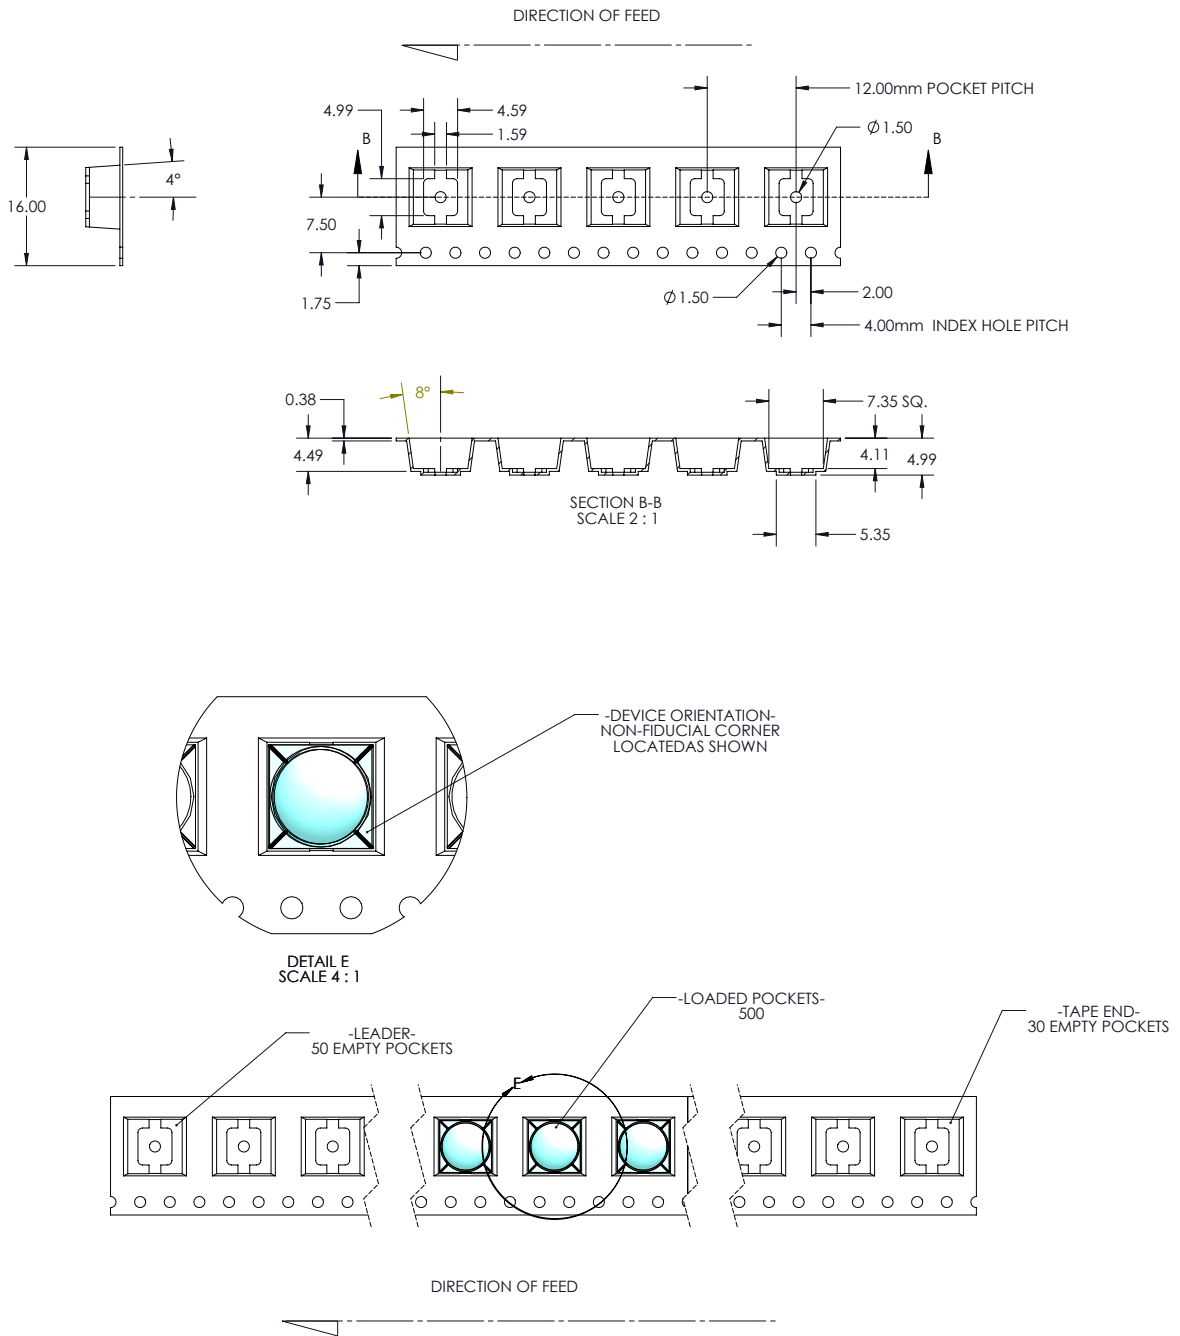 DIRECTION OF FEED
12.00mm POCKET PITCH
4.99
4.59
1.59
Ø1.50
B
B
4°
16.00
7.50
1.75
Ø1.50
2.00
4.00mm INDEX HOLE PITCH
8°
0.38
7.35 SQ.
4.49
4.11
4.99
SECTION B-B
SCALE 2 : 1
5.35
-DEVICE ORIENTATION-
NON-FIDUCIAL CORNER
LOCATEDAS SHOWN
DETAIL E
SCALE 4 : 1
-LOADED POCKETS-
500
-LEADER-
50 EMPTY POCKETS
-TAPE END-
30 EMPTY POCKETS
E
DIRECTION OF FEED